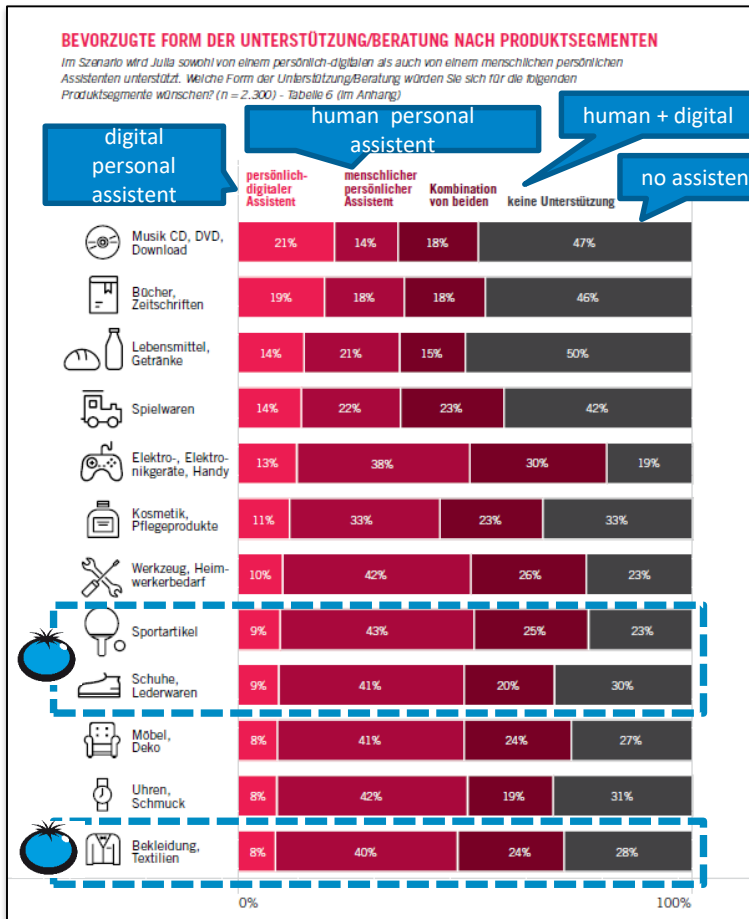 BEVORZUGTE FORM DER UNTERSTÜTZUNG/BERATUNG NACH PRODUKTSEGMENTEN
Im Szenario wird Julia sowohl von einem persönlich-digitalen als auch von einem menschlichen persönlichen
Assistenten unterstützt. Welche Form der Unterstützung/Beratung würden Sie sich für die folgenden
Produktsegmente wünschen? (n = 2.300) - Tabelle 6 (im Anhang)
digital
personal
assistent
human personal
assistent
human + digital
no assisten
persönlich-
digitaler
Assistent
menschlicher
persönlicher
Assistent
Kombination
von beiden
keine Unterstützung
Musik CD, DVD,
Download
21% 14% 18% 47%
Bücher,
Zeitschriften
19% 18% 18% 46%
Lebensmittel,
Getränke
14% 21% 15% 50%
Spielwaren
14% 22% 23% 42%
Elektro-, Elektro-
nikgeräte, Handy
13% 38% 30% 19%
Kosmetik,
Pflegeprodukte
11% 33% 23% 33%
Werkzeug, Heim-
werkerbedarf
10% 42% 26% 23%
Sportartikel
9% 43% 25% 23%
Schuhe,
Lederwaren
9% 41% 20% 30%
Möbel,
Deko
8% 41% 24% 27%
Uhren,
Schmuck
8% 42% 19% 31%
Bekleidung,
Textilien
8% 40% 24% 28%
0% 100%